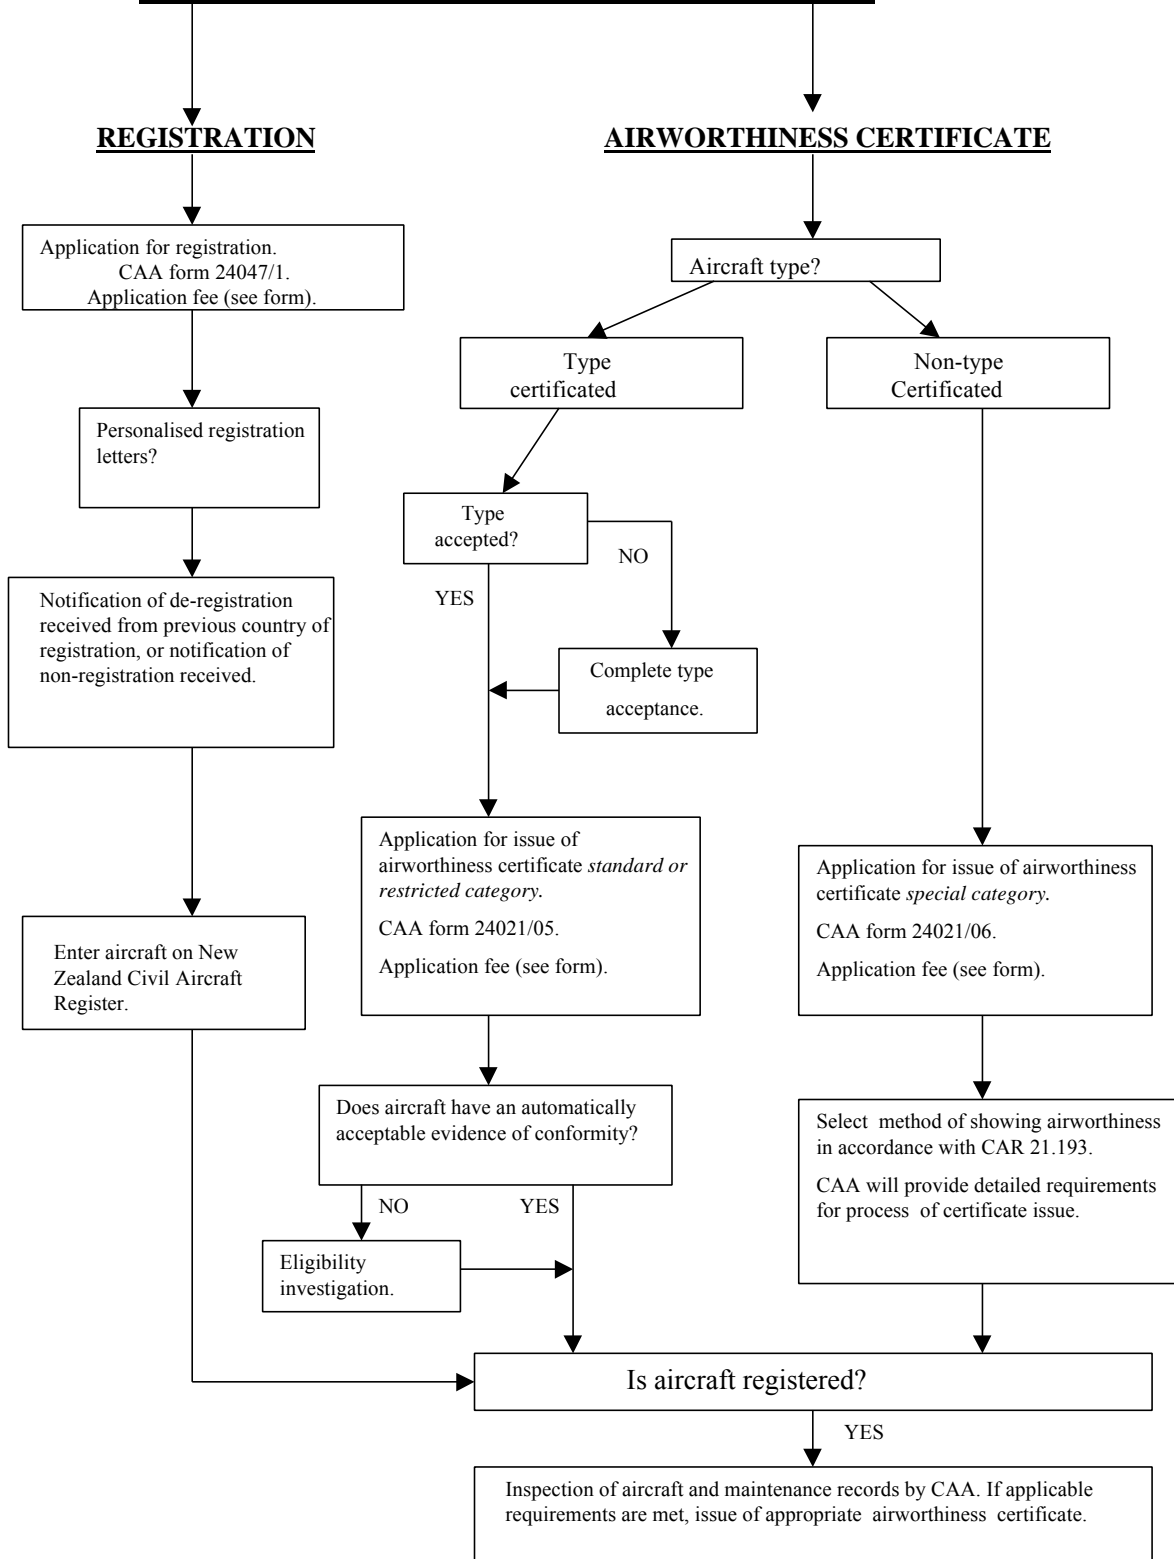 REGISTRATION
Application for registration.
CAA form 24047/1.
Application fee (see form).
Personalised registration
letters?
Notification of de-registration
received from previous country of
registration, or notification of
non-registration received.
Enter aircraft on New
Zealand Civil Aircraft
Register.
AIRWORTHINESS CERTIFICATE
Aircraft type?
Type
certificated
Non-type
Certificated
Type
accepted?
NO
YES
Complete type
acceptance.
Application for issue of
airworthiness certificate standard or
restricted category.
CAA form 24021/05.
Application fee (see form).
Does aircraft have an automatically
acceptable evidence of conformity?
NO
YES
Eligibility
investigation.
Application for issue of airworthiness
certificate special category.
CAA form 24021/06.
Application fee (see form).
Select method of showing airworthiness
in accordance with CAR 21.193.
CAA will provide detailed requirements
for process of certificate issue.
Is aircraft registered?
YES
Inspection of aircraft and maintenance records by CAA. If applicable
requirements are met, issue of appropriate airworthiness certificate.